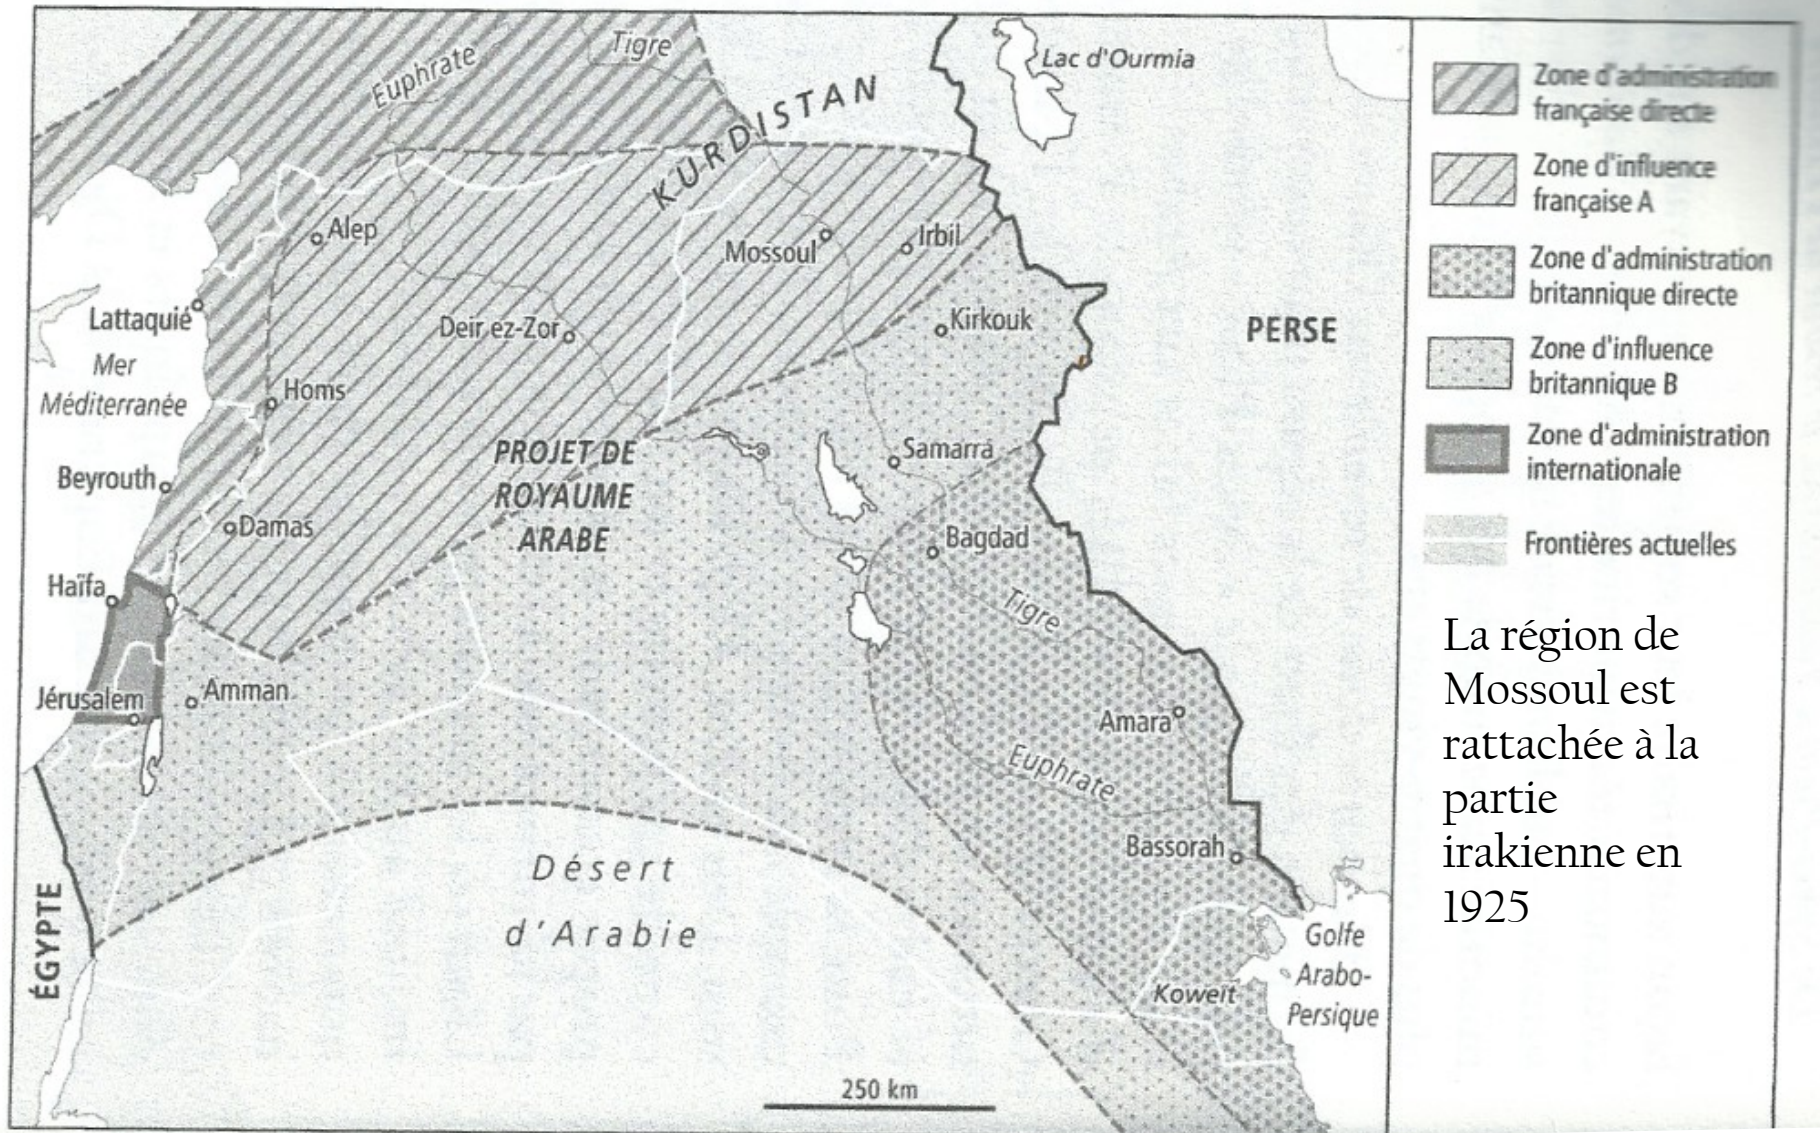 Euphrate
Tigre
Lac d'Ourmia
KURDISTAN
Alep
Mossoul
Irbil
Lattaquié
Deir ez-Zor
Kirkouk
PERSE
Mer
Méditerranée
Homs
PROJET DE
ROYAUME
ARABE
Samarra
Beyrouth
Damas
Bagdad
Haïfa
Tigre
Jérusalem
Amman
Amara
Euphrate
Bassorah
Désert
d'Arabie
ÉGYPTE
Golfe
Arabo-
Persique
Koweït
250 km
Zone d'administration
française directe
Zone d'influence
française A
Zone d'administration
britannique directe
Zone d'influence
britannique B
Zone d'administration
internationale
Frontières actuelles
La région de
Mossoul est
rattachée à la
partie
irakienne en
1925